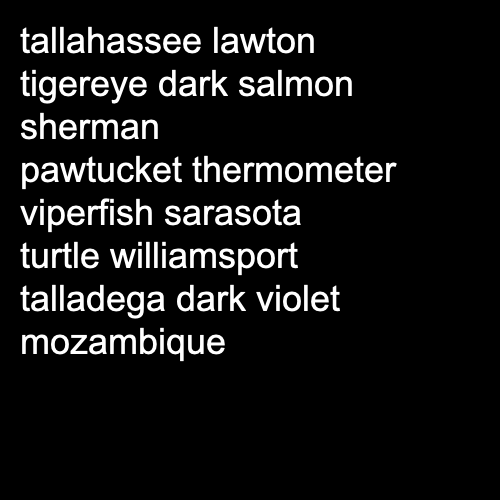 tallahassee lawton
tigereye dark salmon
sherman
pawtucket thermometer
viperfish sarasota
turtle williamsport
talladega dark violet
mozambique